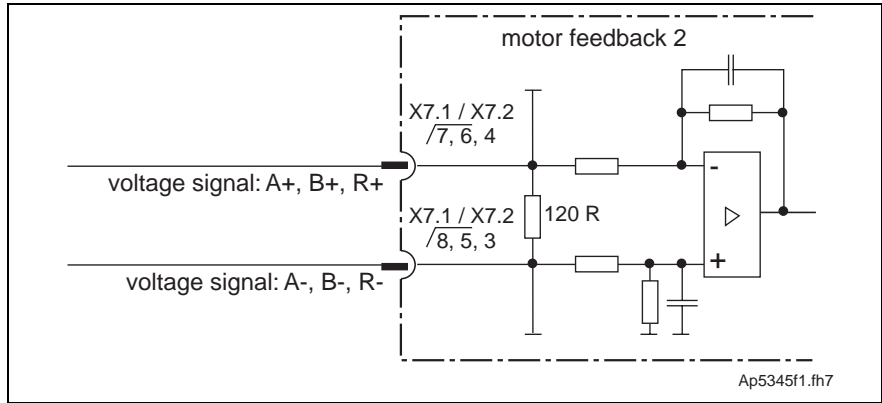 motor feedback 2
X7.1 / X7.2
/7, 6, 4
voltage signal: A+, B+, R+
X7.1 / X7.2
/8, 5, 3
120 R
voltage signal: A-, B-, R-
-
+
Ap5345f1.fh7